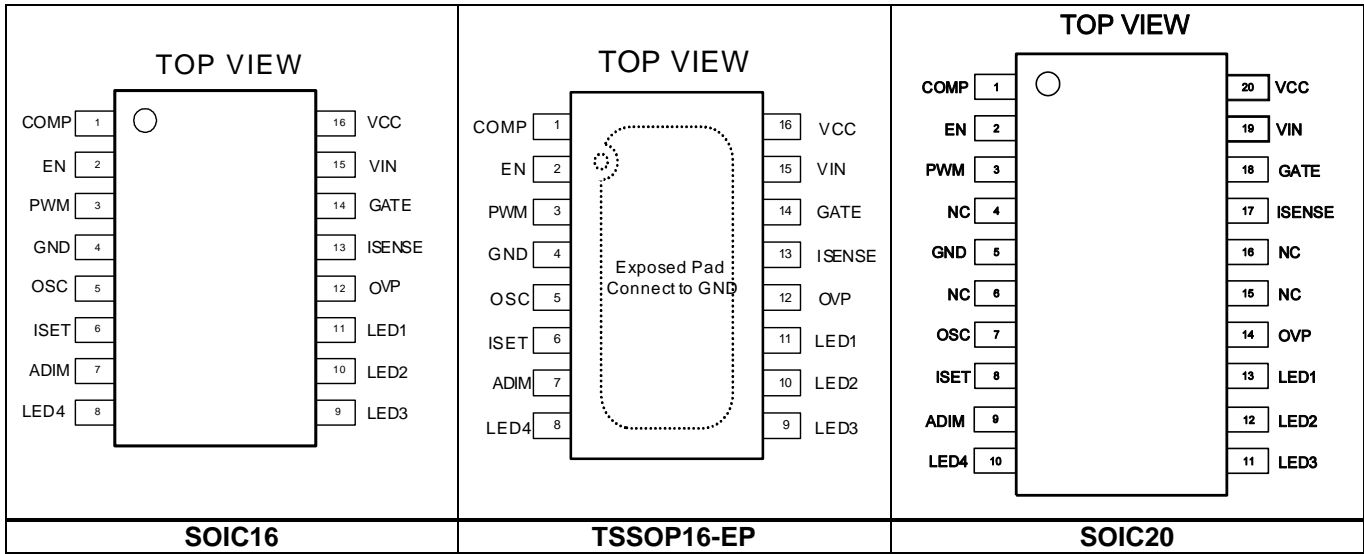 TOP VIEW
COMP 1 16 VCC
EN 2 15 VIN
PWM 3 14 GATE
GND 4 13 ISENSE
OSC 5 12 OVP
ISET 6 11 LED1
ADIM 7 10 LED2
LED4 8 9 LED3
SOIC16
TOP VIEW
COMP 1 16 VCC
EN 2 15 VIN
PWM 3 14 GATE
GND 4 13 ISENSE
OSC 5 12 OVP
ISET 6 11 LED1
ADIM 7 10 LED2
LED4 8 9 LED3
Exposed Pad
Connect to GND
TSSOP16-EP
TOP VIEW
COMP 1 20 VCC
EN 2 19 VIN
PWM 3 18 GATE
NC 4 17 ISENSE
GND 5 16 NC
NC 6 15 NC
OSC 7 14 OVP
ISET 8 13 LED1
ADIM 9 12 LED2
LED4 10 11 LED3
SOIC20